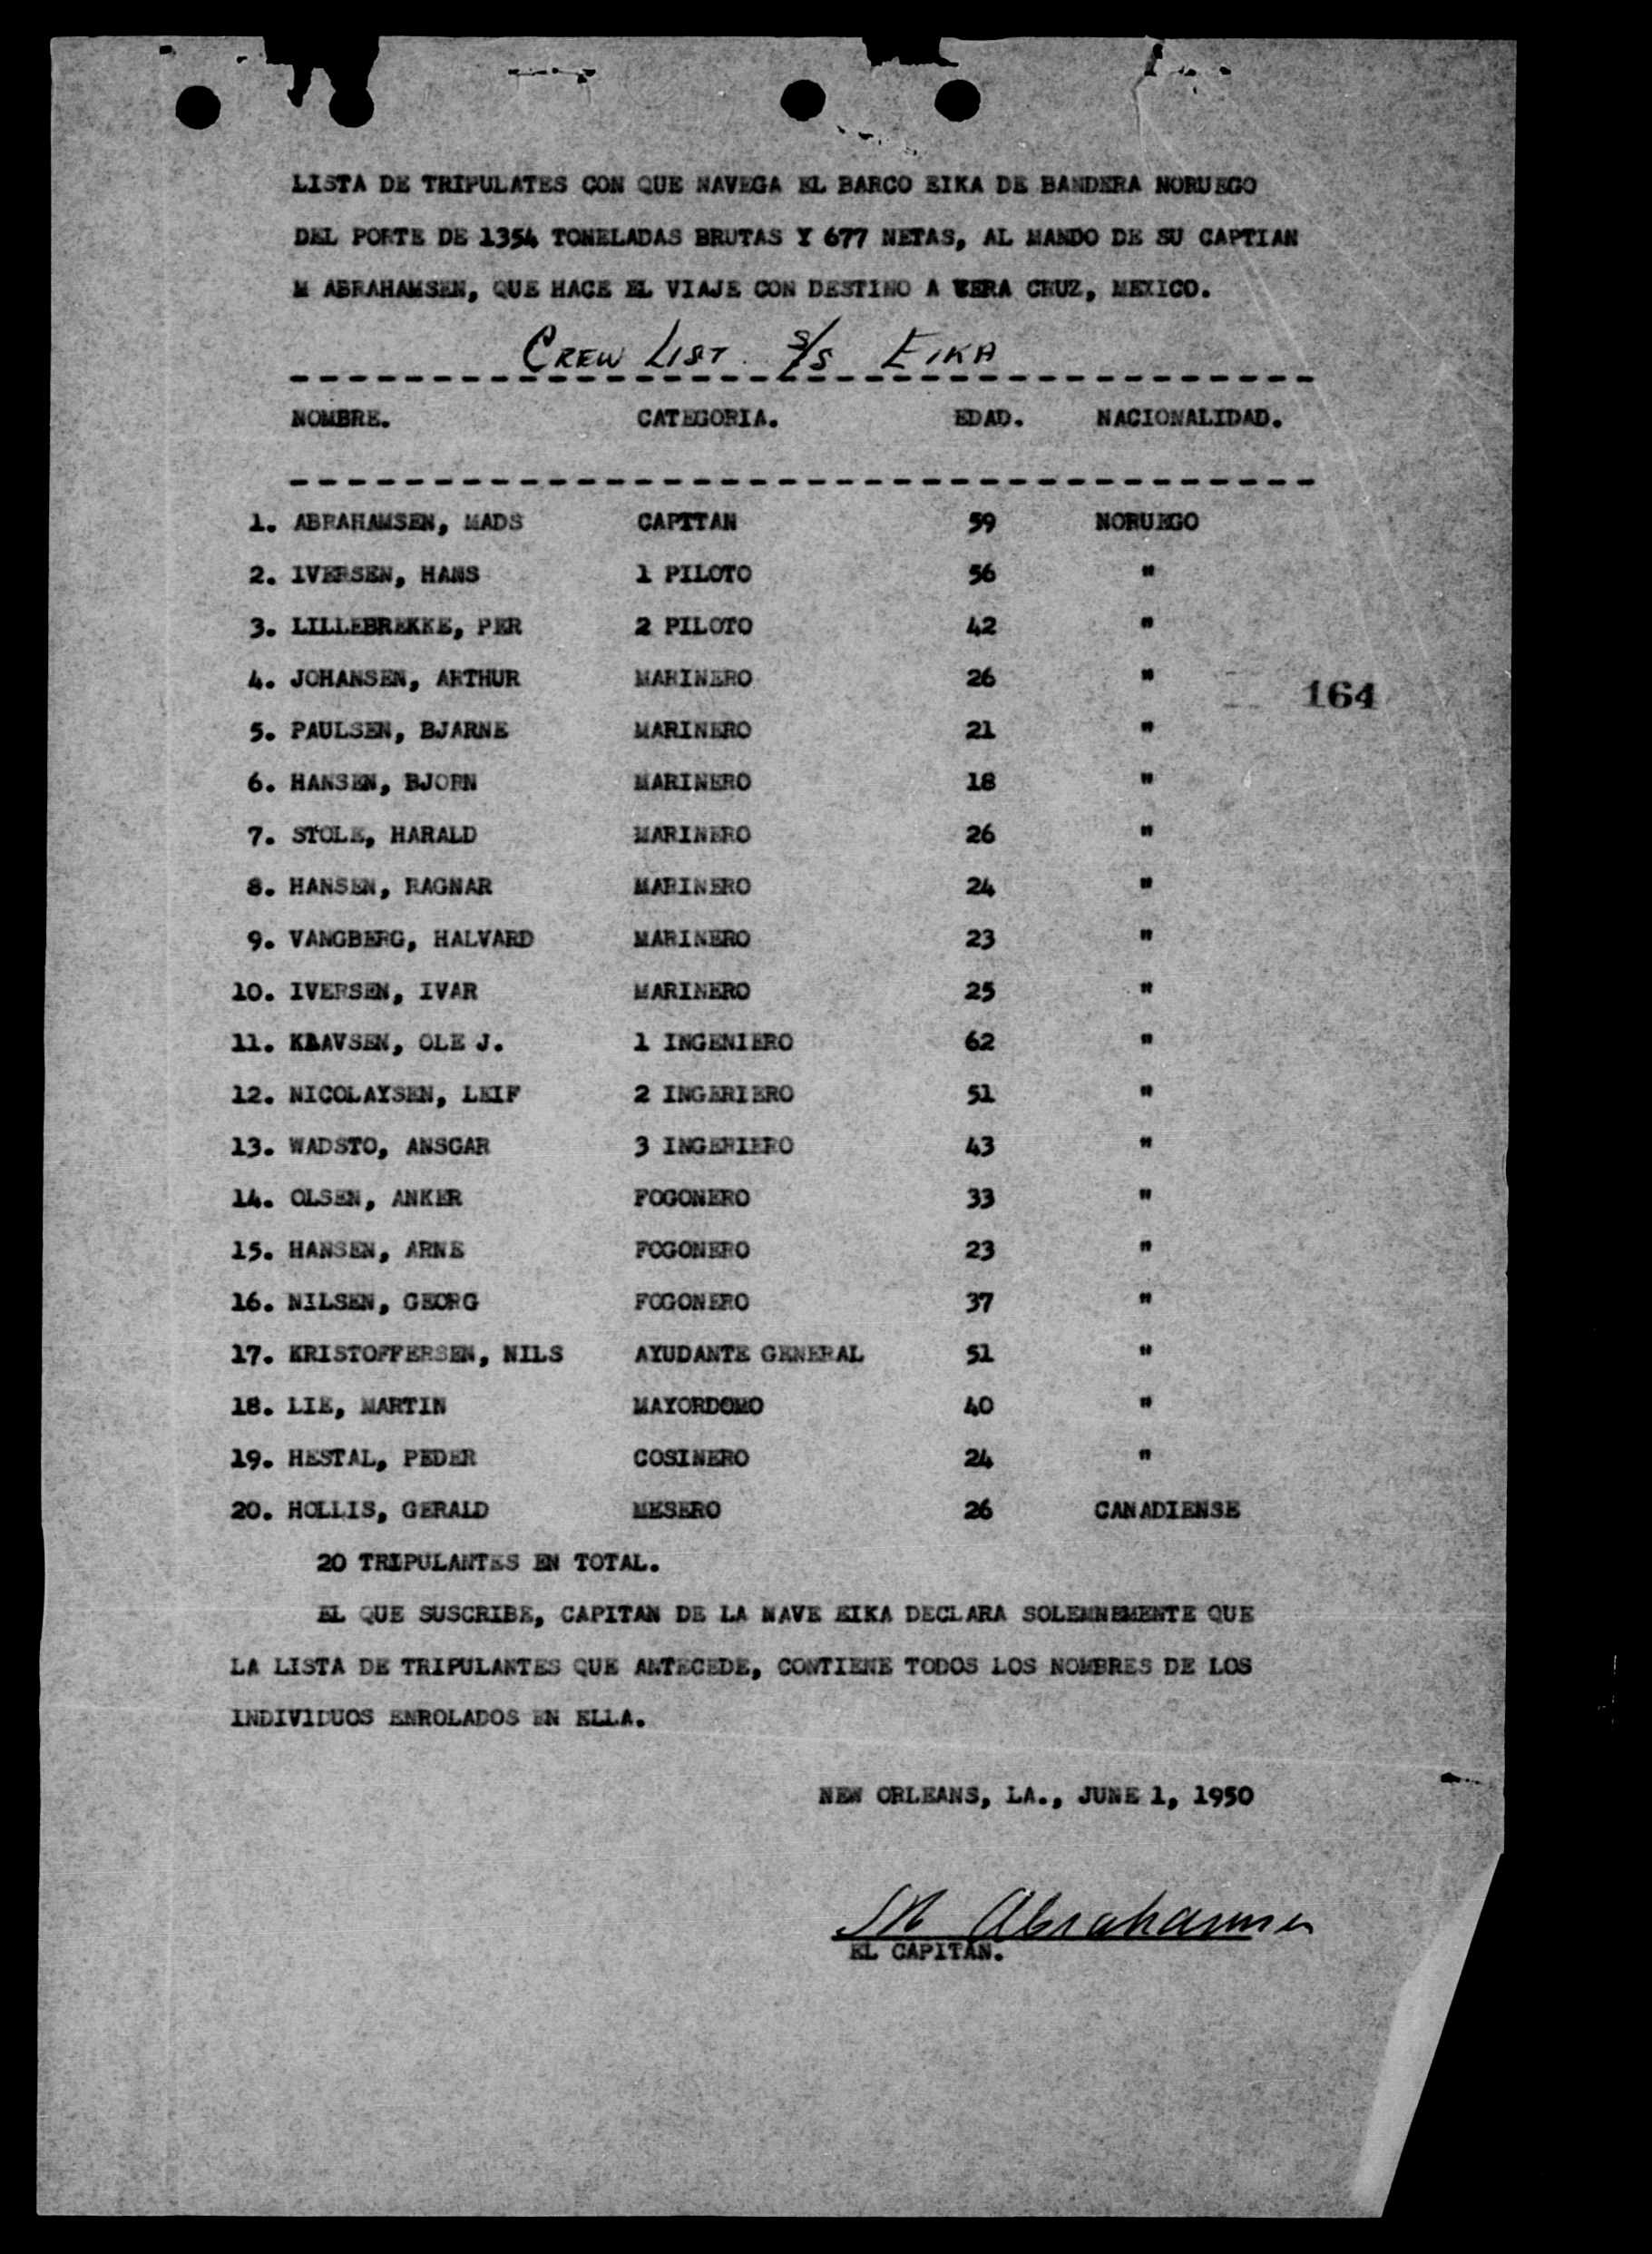 LISTA DE TRIPULATES CON QUE NAVEGA EL BARCO EIKA DE BANDERA NORUEGO
DEL PORTE DE 1354 TONELADAS BRUTAS Y 677 NETAS, AL MANDO DE SU CAPTIAN
M ABRAHAMSEN, QUE HACE EL VIAJE CON DESTINO A VERA CRUZ, MEXICO.
CREW LIST. S/S EIKA
NOMBRE. CATEGORIA. EDAD. NACIONALIDAD.
1. ABRAHAMSEN, MADS CAPITAN 59 NORUEGO
2. IVERSEN, HANS 1 PILOTO 56 "
3. LILLEBREKKE, PER 2 PILOTO 42 "
4. JOHANSEN, ARTHUR MARINERO 26 "
164
5. PAULSEN, BJARNE MARINERO 21 "
6. HANSEN, BJORN MARINERO 18 "
7. STOLE, HARALD MARINERO 26 "
8. HANSEN, RAGNAR MARINERO 24 "
9. VANGBERG, HALVARD MARINERO 23 "
10. IVERSEN, IVAR MARINERO 25 "
11. KLAVSEN, OLE J. 1 INGENIERO 62 "
12. NICOLAYSEN, LEIF 2 INGERIERO 51 "
13. WADSTO, ANSGAR 3 INGERIERO 43 "
14. OLSEN, ANKER FOGONERO 33 "
15. HANSEN, ARNE FOGONERO 23 "
16. NILSEN, GEORG FOGONERO 37 "
17. KRISTOFFERSEN, NILS AYUDANTE GENERAL 51 "
18. LIE, MARTIN MAYORDOMO 40 "
19. HESTAL, PEDER COSINERO 24 "
20. HOLLIS, GERALD MESERO 26 CANADIENSE
20 TRIPULANTES EN TOTAL.
EL QUE SUSCRIBE, CAPITAN DE LA NAVE EIKA DECLARA SOLEMNEMENTE QUE
LA LISTA DE TRIPULANTES QUE ANTECEDE, CONTIENE TODOS LOS NOMBRES DE LOS
INDIVIDUOS ENROLADOS EN ELLA.
NEW ORLEANS, LA., JUNE 1, 1950
M Abrahamsen
EL CAPITAN.